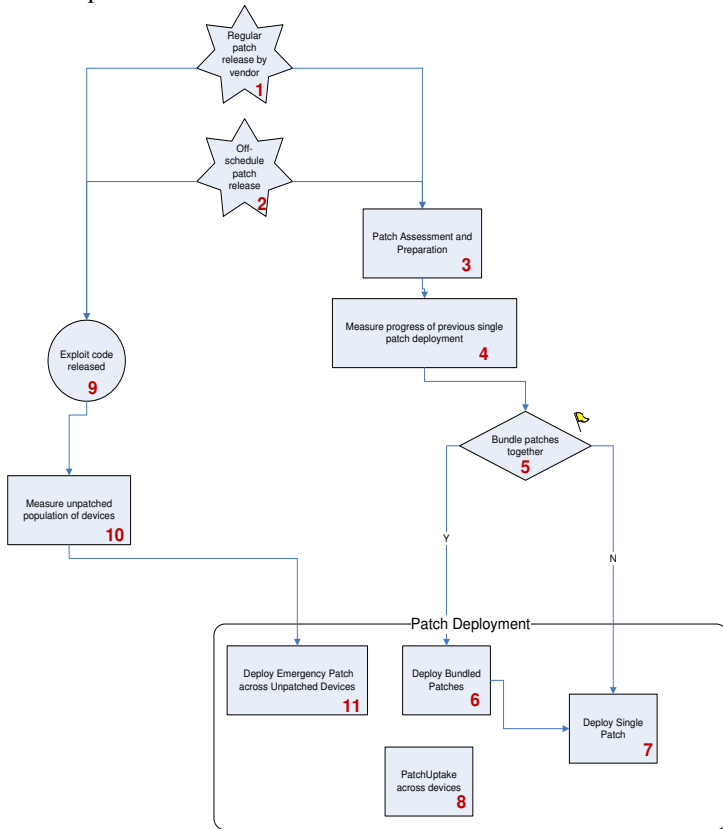 Regular
patch
release by
vendor
1
Off-
schedule
patch
release
2
Patch Assessment and
Preparation
3
Measure progress of previous single
patch deployment
4
Exploit code
released
9
Bundle patches
together
5
Measure unpatched
population of devices
10
Y
N
Patch Deployment
Deploy Emergency Patch
across Unpatched Devices
11
Deploy Bundled
Patches
6
Deploy Single
Patch
7
PatchUptake
across devices
8